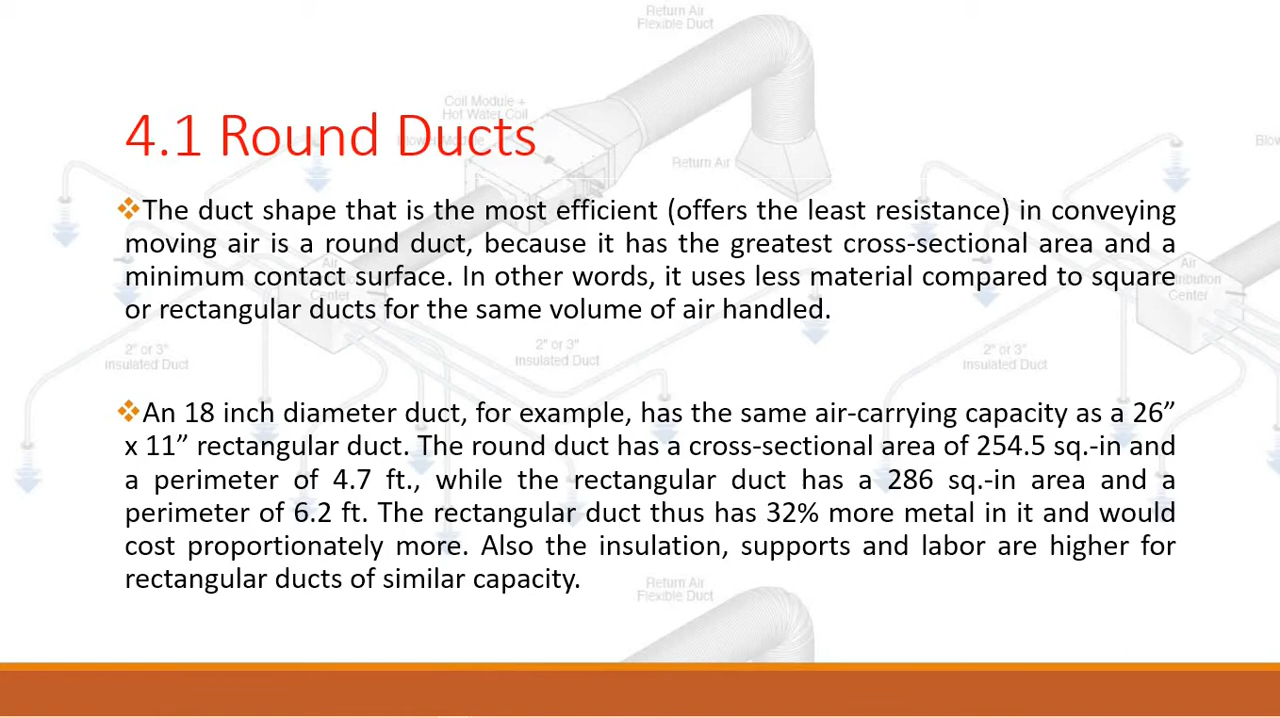 Return Air
Flexible Duct
Coil Module +
Hot Water Coil
4.1 Round Ducts
Return Air
❖The duct shape that is the most efficient (offers the least resistance) in conveying
moving air is a round duct, because it has the greatest cross-sectional area and a
minimum contact surface. In other words, it uses less material compared to square
or rectangular ducts for the same volume of air handled.
Air
Center
Air
Center
2" or 3"
Insulated Duct
2" or 3"
Insulated Duct
2" or 3"
Insulated Duct
❖An 18 inch diameter duct, for example, has the same air-carrying capacity as a 26”
x 11” rectangular duct. The round duct has a cross-sectional area of 254.5 sq.-in and
a perimeter of 4.7 ft., while the rectangular duct has a 286 sq.-in area and a
perimeter of 6.2 ft. The rectangular duct thus has 32% more metal in it and would
cost proportionately more. Also the insulation, supports and labor are higher for
rectangular ducts of similar capacity.
Return Air
Flexible Duct